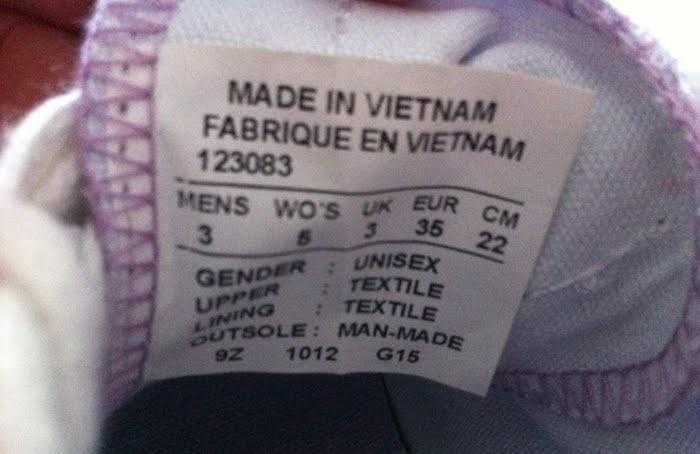 MADE IN VIETNAM
FABRIQUE EN VIETNAM
123083
MENS WO'S UK EUR CM
3 5 3 35 22
GENDER : UNISEX
UPPER : TEXTILE
LINING : TEXTILE
OUTSOLE : MAN-MADE
9Z 1012 G15